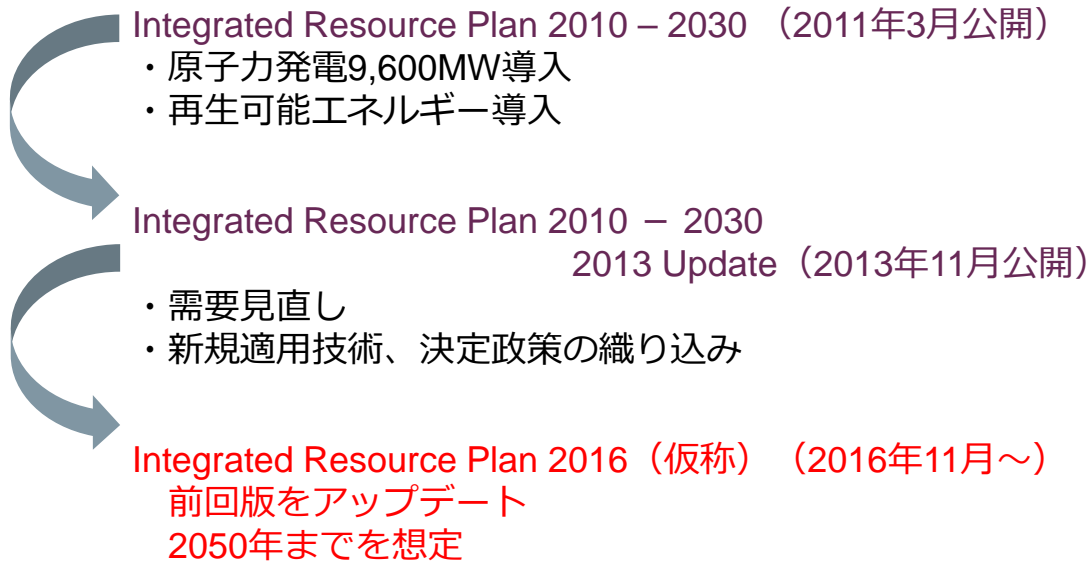 Integrated Resource Plan 2010 – 2030 （2011年3月公開）
・原子力発電9,600MW導入
・再生可能エネルギー導入
Integrated Resource Plan 2010 － 2030
2013 Update（2013年11月公開）
・需要見直し
・新規適用技術、決定政策の織り込み
Integrated Resource Plan 2016（仮称）（2016年11月～）
前回版をアップデート
2050年までを想定